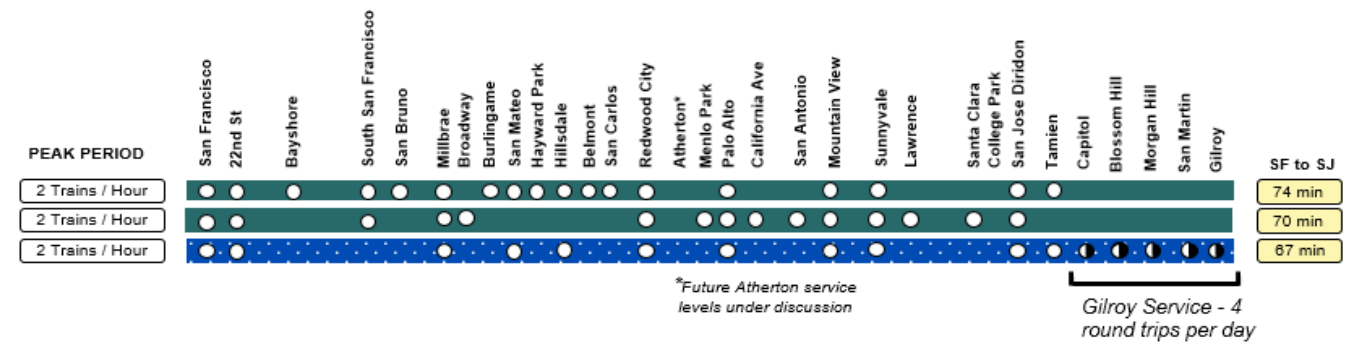 San Francisco
22nd St
Bayshore
South San Francisco
San Bruno
Millbrae
Broadway
Burlingame
San Mateo
Hayward Park
Hillsdale
Belmont
San Carlos
Redwood City
Atherton*
Menlo Park
Palo Alto
California Ave
San Antonio
Mountain View
Sunnyvale
Lawrence
Santa Clara
College Park
San Jose Diridon
Tamien
Capitol
Blossom Hill
Morgan Hill
San Martin
Gilroy
PEAK PERIOD
SF to SJ
2 Trains / Hour
74 min
2 Trains / Hour
70 min
2 Trains / Hour
67 min
*Future Atherton service
levels under discussion
Gilroy Service - 4
round trips per day